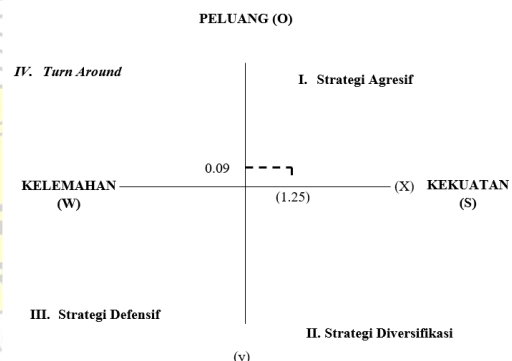 PELUANG (O)
IV. Turn Around
I. Strategi Agresif
0.09
KELEMAHAN
(W)
(1.25)
(X)
KEKUATAN
(S)
III. Strategi Defensif
II. Strategi Diversifikasi
(y)